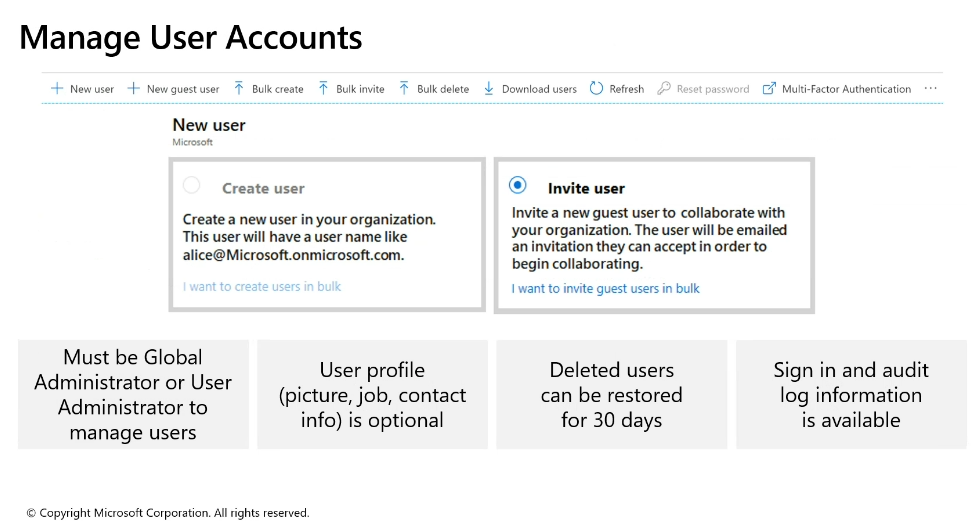 Manage User Accounts
New user New guest user Bulk create Bulk invite Bulk delete Download users Refresh Reset password Multi-Factor Authentication ...
New user
Microsoft
Create user
Create a new user in your organization.
This user will have a user name like
alice@Microsoft.onmicrosoft.com.
I want to create users in bulk
Invite user
Invite a new guest user to collaborate with
your organization. The user will be emailed
an invitation they can accept in order to
begin collaborating.
I want to invite guest users in bulk
Must be Global
Administrator or User
Administrator to
manage users
User profile
(picture, job, contact
info) is optional
Deleted users
can be restored
for 30 days
Sign in and audit
log information
is available
© Copyright Microsoft Corporation. All rights reserved.